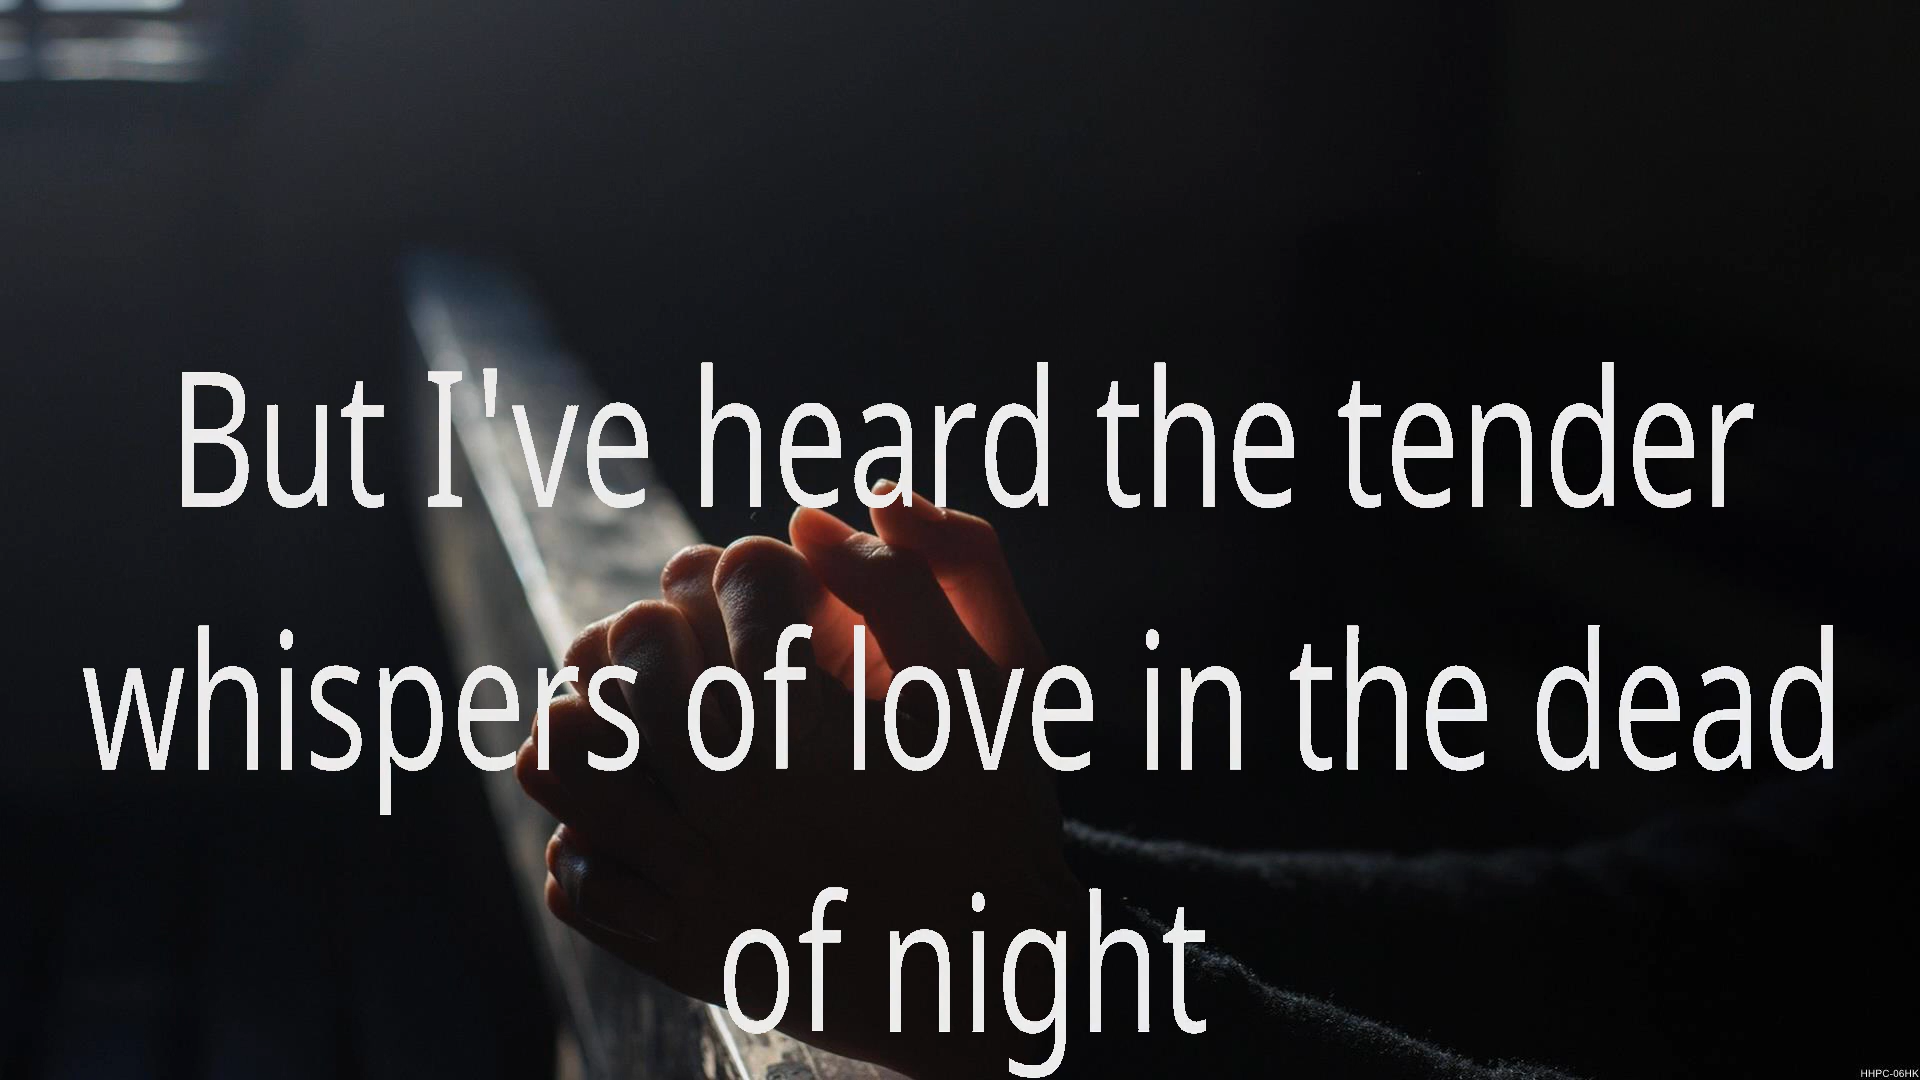 But I've heard the tender
whispers of love in the dead
of night
HHPC-06HK